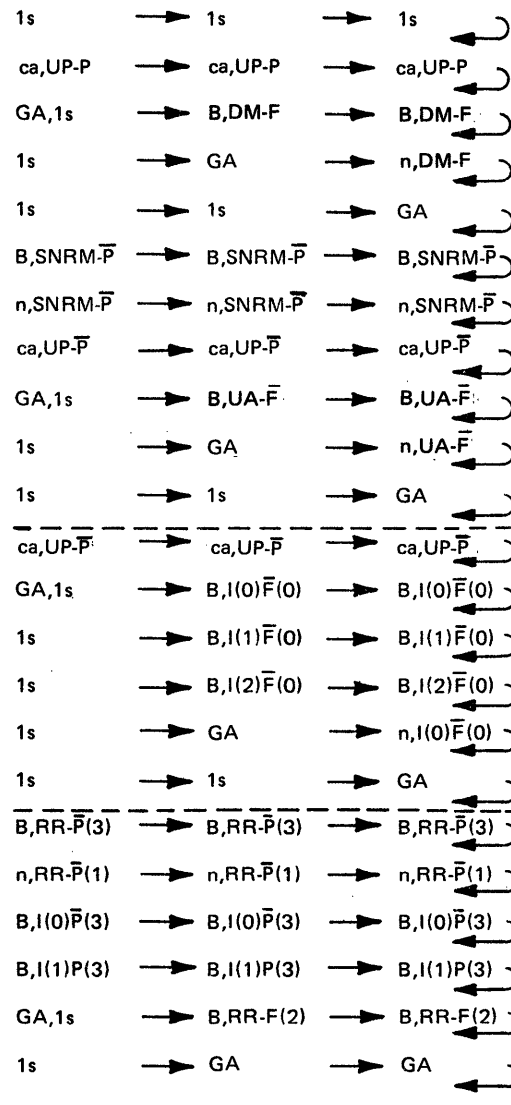 1s 1s 1s
ca,UP-P ca,UP-P ca,UP-P
GA,1s B,DM-F B,DM-F
1s GA n,DM-F
1s 1s GA
B,SNRM-P̅ B,SNRM-P̅ B,SNRM-P̅
n,SNRM-P̅ n,SNRM-P̅ n,SNRM-P̅
ca,UP-P̅ ca,UP-P̅ ca,UP-P̅
GA,1s B,UA-F̅ B,UA-F̅
1s GA n,UA-F̅
1s 1s GA
ca,UP-P̅ ca,UP-P̅ ca,UP-P̅
GA,1s B,I(0)F̅(0) B,I(0)F̅(0)
1s B,I(1)F̅(0) B,I(1)F̅(0)
1s B,I(2)F̅(0) B,I(2)F̅(0)
1s GA n,I(0)F̅(0)
1s 1s GA
B,RR-P̅(3) B,RR-P̅(3) B,RR-P̅(3)
n,RR-P̅(1) n,RR-P̅(1) n,RR-P̅(1)
B,I(0)P̅(3) B,I(0)P̅(3) B,I(0)P̅(3)
B,I(1)P(3) B,I(1)P(3) B,I(1)P(3)
GA,1s B,RR-F(2) B,RR-F(2)
1s GA GA